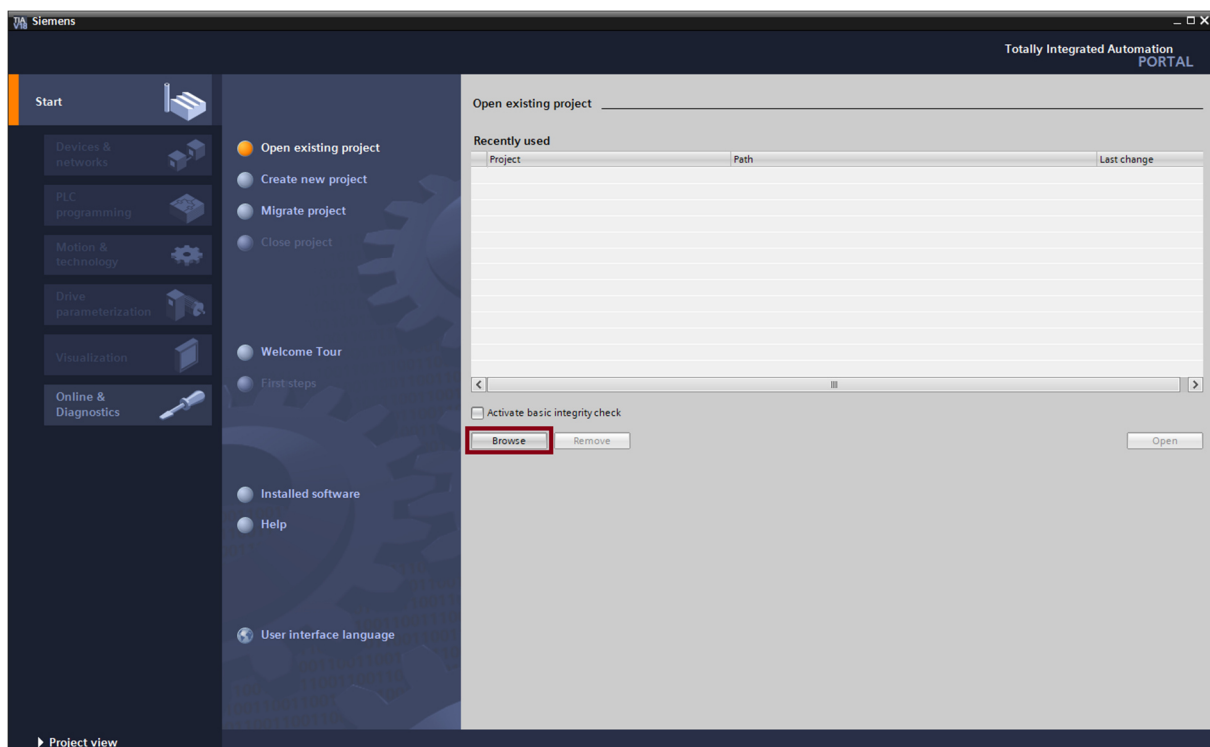 Siemens
Totally Integrated Automation
PORTAL
Start
Devices &
networks
PLC
programming
Motion &
technology
Drive
parameterization
Visualization
Online &
Diagnostics
Open existing project
Create new project
Migrate project
Close project
Welcome Tour
First steps
Installed software
Help
User interface language
Open existing project
Recently used
Project Path Last change
Activate basic integrity check
Browse Remove Open
Project view